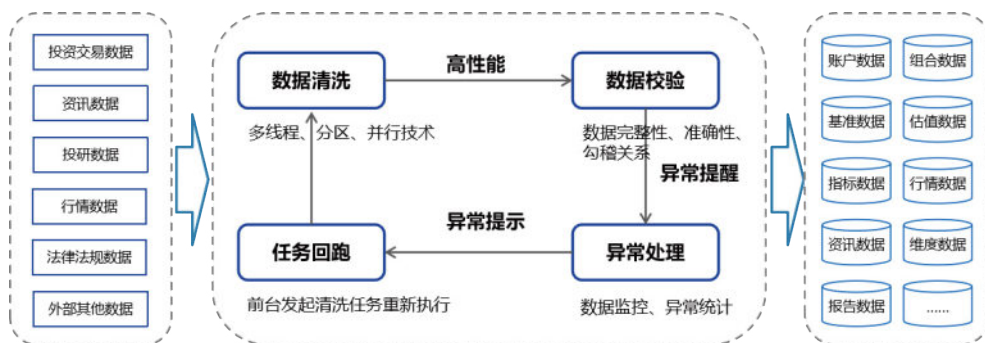 投资交易数据
资讯数据
投研数据
行情数据
法律法规数据
外部其他数据
数据清洗
高性能
数据校验
多线程、分区、并行技术
数据完整性、准确性、
勾稽关系
异常提醒
异常提示
任务回跑
异常处理
前台发起清洗任务重新执行
数据监控、异常统计
账户数据
组合数据
基准数据
估值数据
指标数据
行情数据
资讯数据
维度数据
报告数据
......